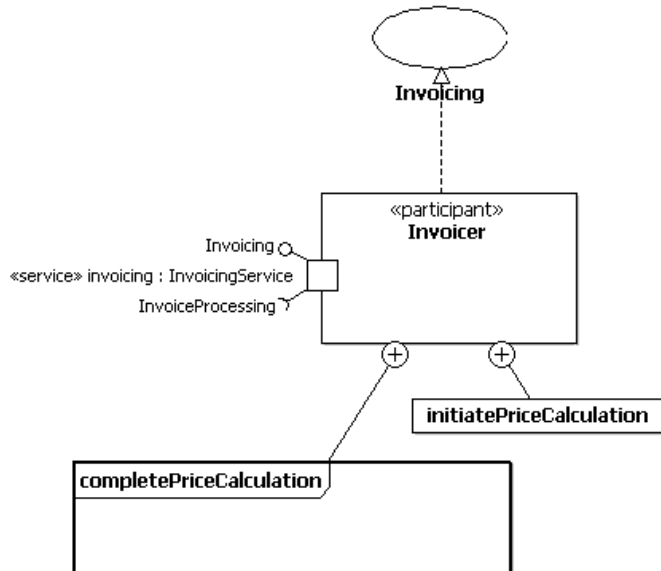 Invoicing
«participant»
Invoicer
Invoicing
«service» invoicing : InvoicingService
InvoiceProcessing
initiatePriceCalculation
completePriceCalculation